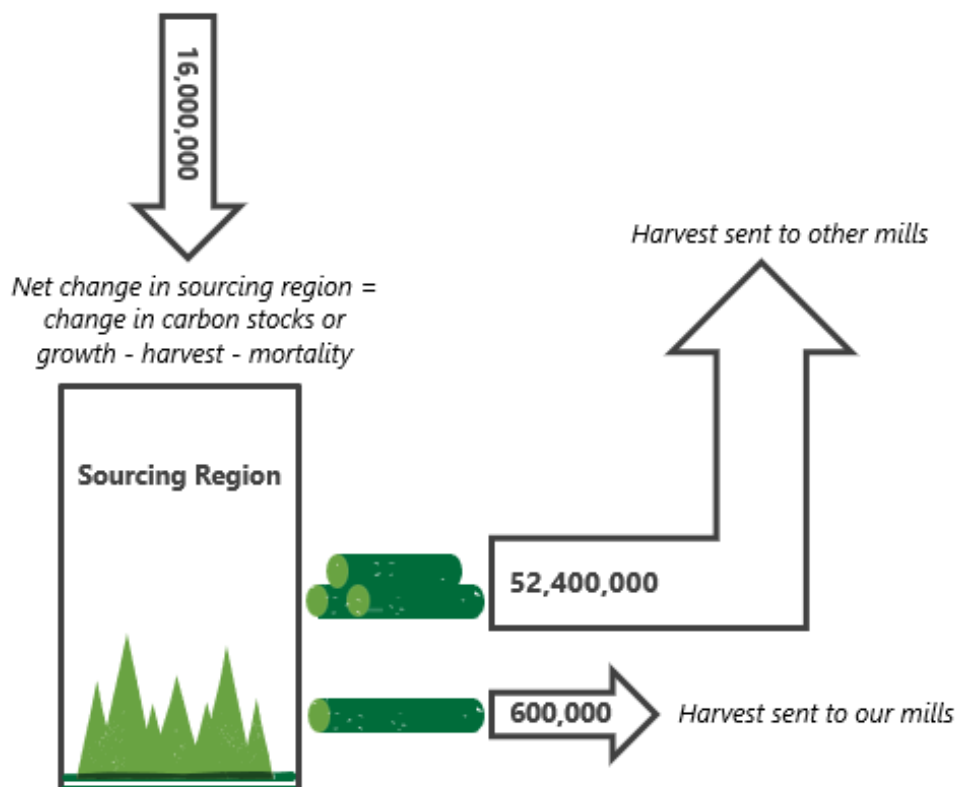 16,000,000
Net change in sourcing region =
change in carbon stocks or
growth - harvest - mortality
Sourcing Region
Harvest sent to other mills
52,400,000
600,000
Harvest sent to our mills